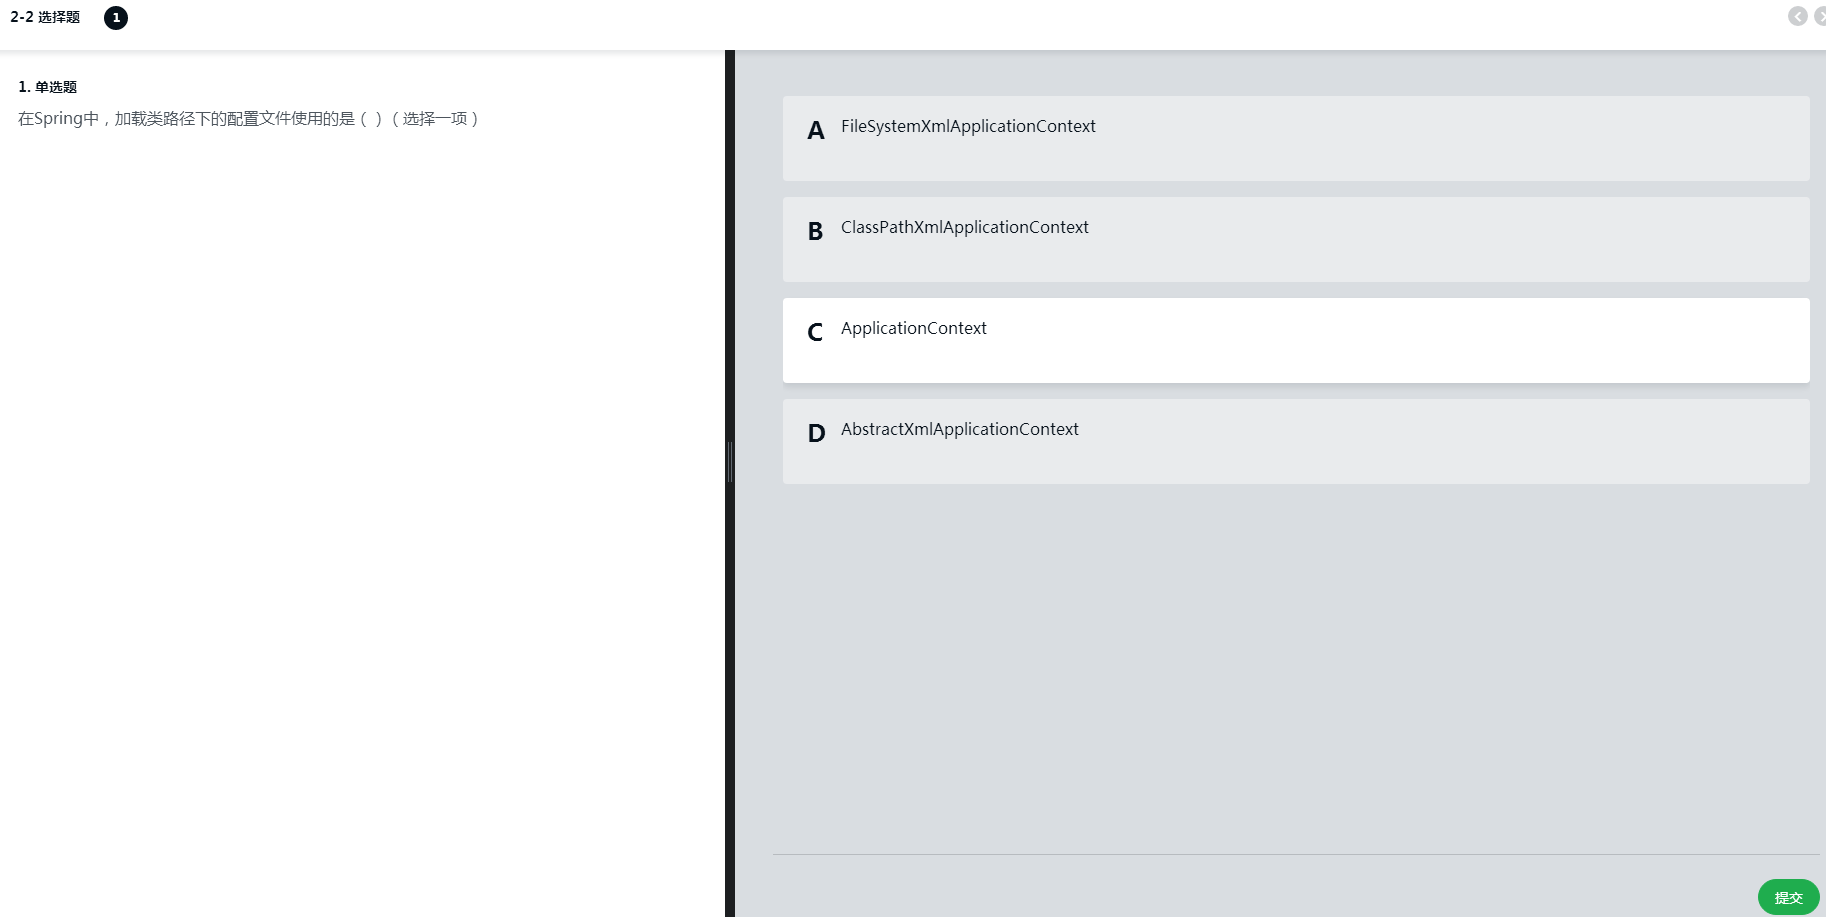 2-2 选择题 1
1. 单选题
在Spring中，加载类路径下的配置文件使用的是（ ）（选择一项）
A FileSystemXmlApplicationContext
B ClassPathXmlApplicationContext
C ApplicationContext
D AbstractXmlApplicationContext
提交